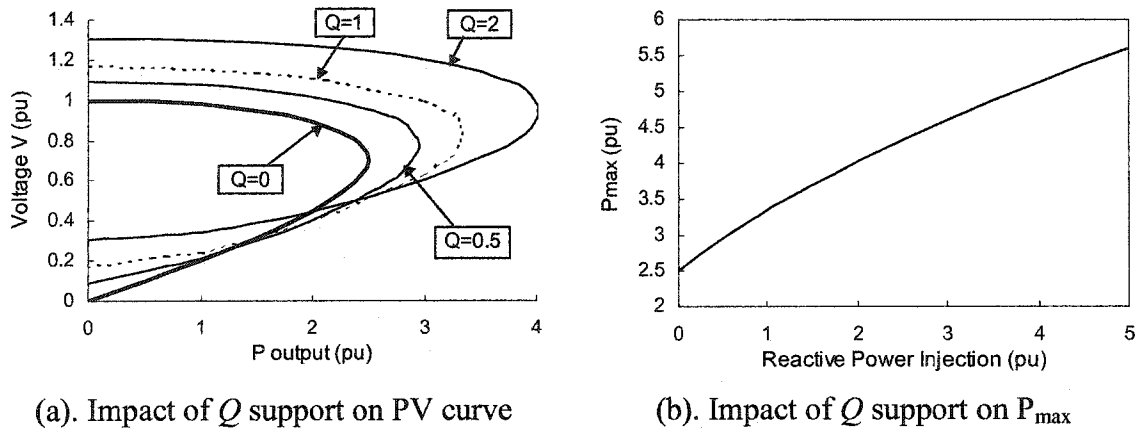 Voltage V (pu)
1.4
1.2
1
0.8
0.6
0.4
0.2
0
0
1
2
3
4
P output (pu)
Q=1
Q=2
Q=0
Q=0.5
(a). Impact of Q support on PV curve
Pmax (pu)
6
5.5
5
4.5
4
3.5
3
2.5
2
0
1
2
3
4
5
Reactive Power Injection (pu)
(b). Impact of Q support on Pmax